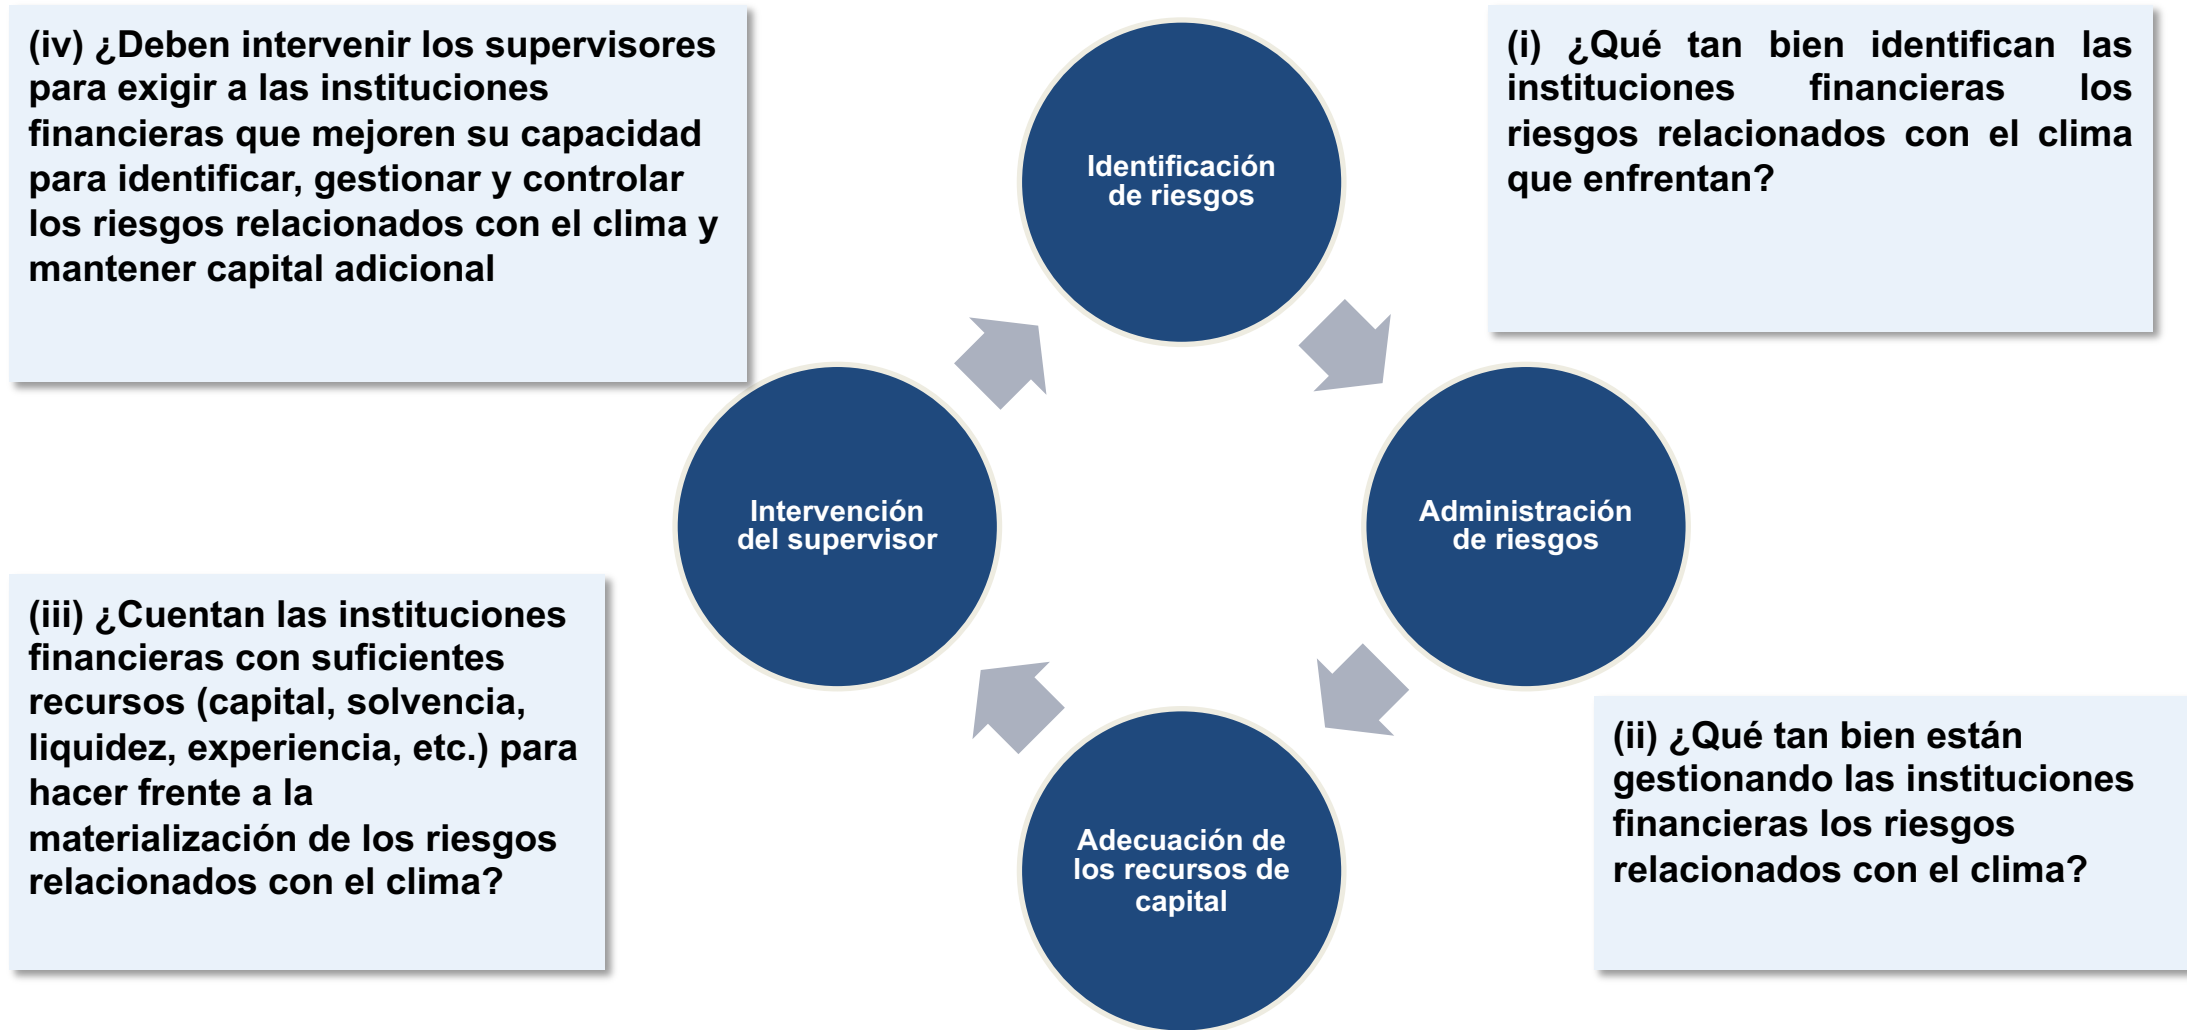 (iv) ¿Deben intervenir los supervisores
para exigir a las instituciones
financieras que mejoren su capacidad
para identificar, gestionar y controlar
los riesgos relacionados con el clima y
mantener capital adicional
Identificación
de riesgos
(i) ¿Qué tan bien identifican las
instituciones financieras los
riesgos relacionados con el clima
que enfrentan?
Intervención
del supervisor
Administración
de riesgos
(iii) ¿Cuentan las instituciones
financieras con suficientes
recursos (capital, solvencia,
liquidez, experiencia, etc.) para
hacer frente a la
materialización de los riesgos
relacionados con el clima?
Adecuación de
los recursos de
capital
(ii) ¿Qué tan bien están
gestionando las instituciones
financieras los riesgos
relacionados con el clima?